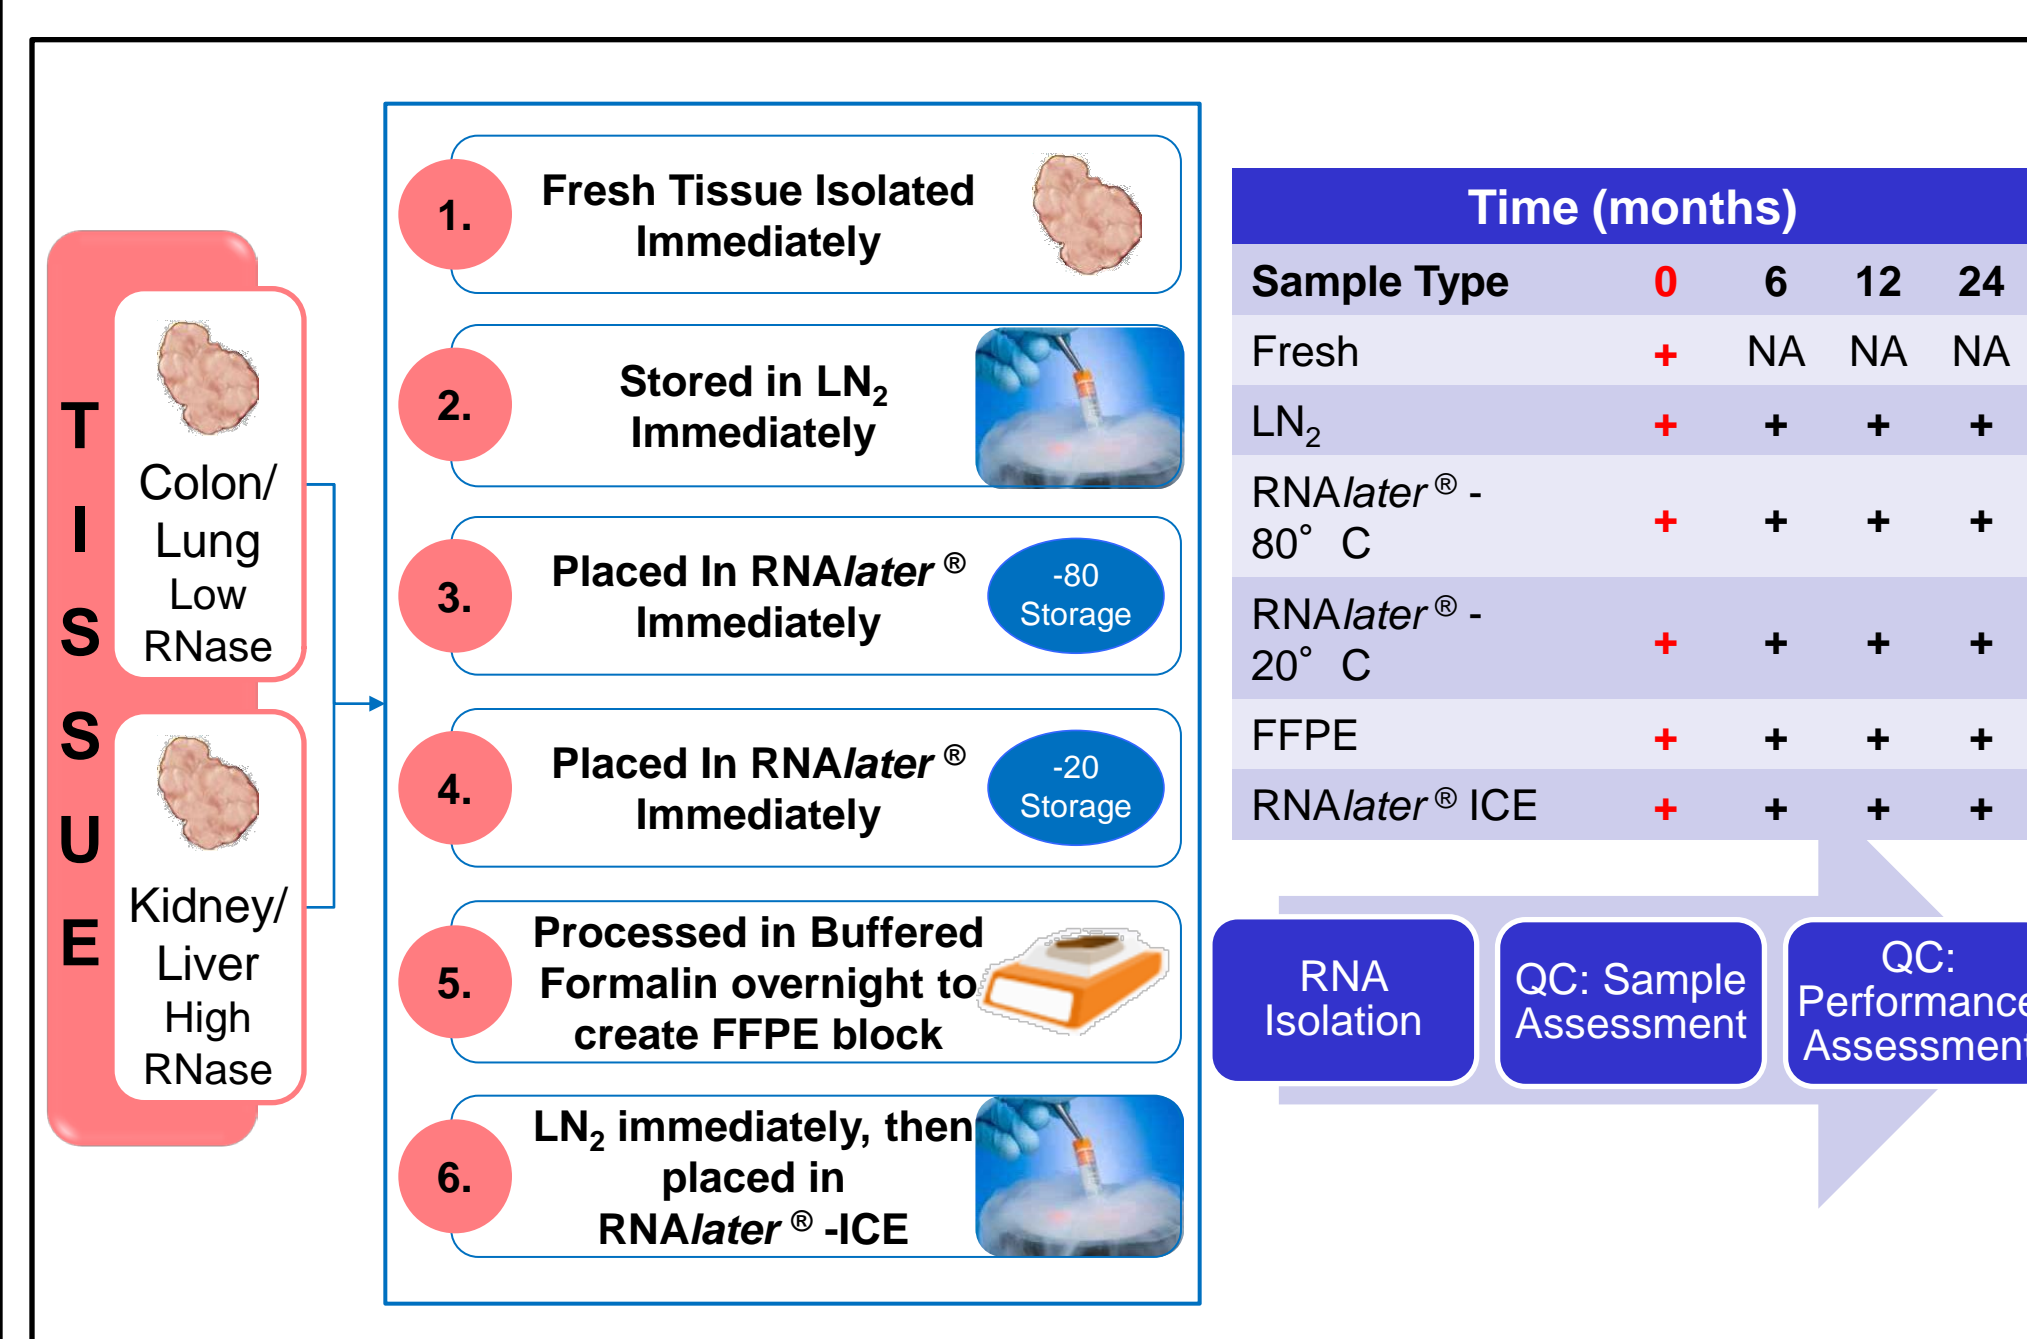 TISSUE
Colon/
Lung
Low
RNase
Kidney/
Liver
High
RNase
1.
Fresh Tissue Isolated
Immediately
2.
Stored in LN₂
Immediately
3.
Placed In RNAlater ®
Immediately
-80
Storage
4.
Placed In RNAlater ®
Immediately
-20
Storage
5.
Processed in Buffered
Formalin overnight to
create FFPE block
6.
LN₂ immediately, then
placed in
RNAlater ® -ICE
Time (months)
Sample Type 0 6 12 24
Fresh + NA NA NA
LN₂ + + + +
RNAlater ® -
80° C + + + +
RNAlater ® -
20° C + + + +
FFPE + + + +
RNAlater ® ICE + + + +
RNA
Isolation
QC: Sample
Assessment
QC:
Performance
Assessment